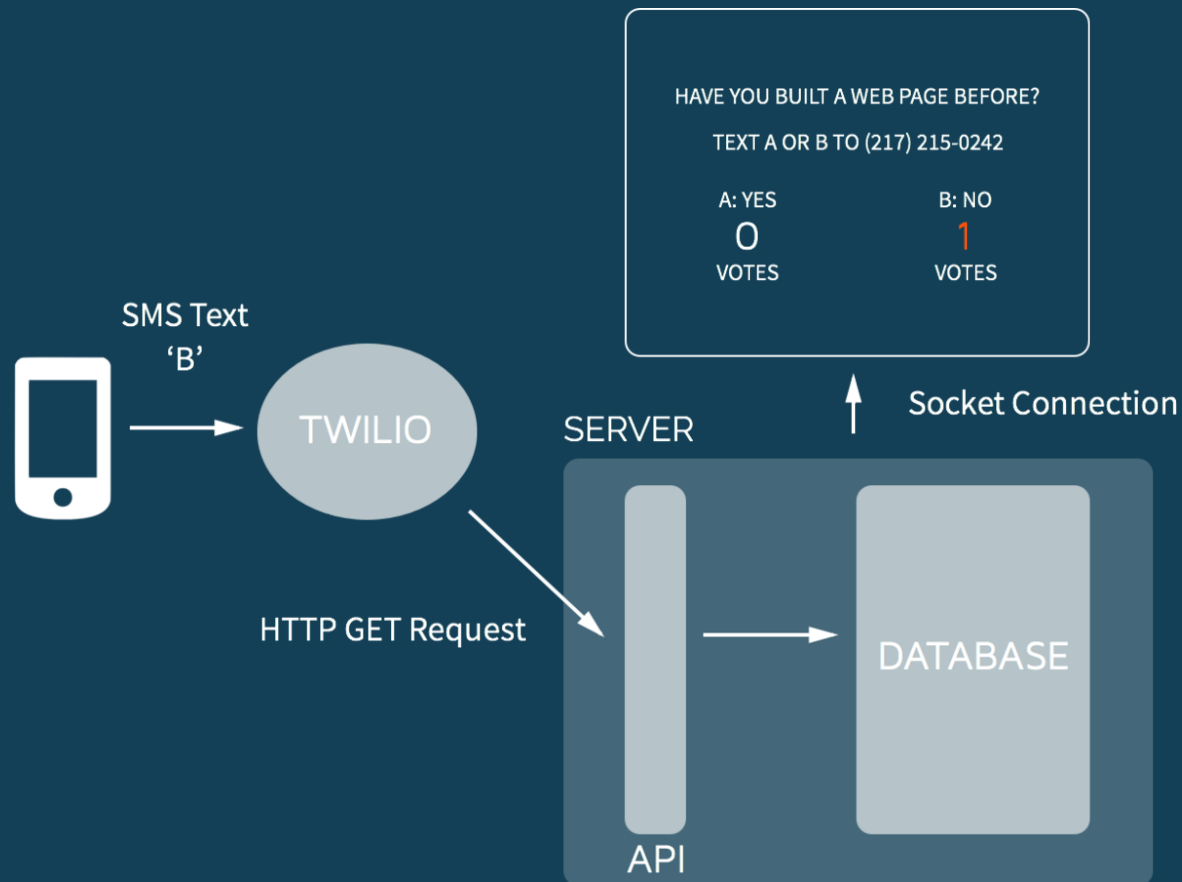 HAVE YOU BUILT A WEB PAGE BEFORE?
TEXT A OR B TO (217) 215-0242
A: YES
0
VOTES
B: NO
1
VOTES
SMS Text
‘B’
TWILIO
Socket Connection
SERVER
HTTP GET Request
DATABASE
API